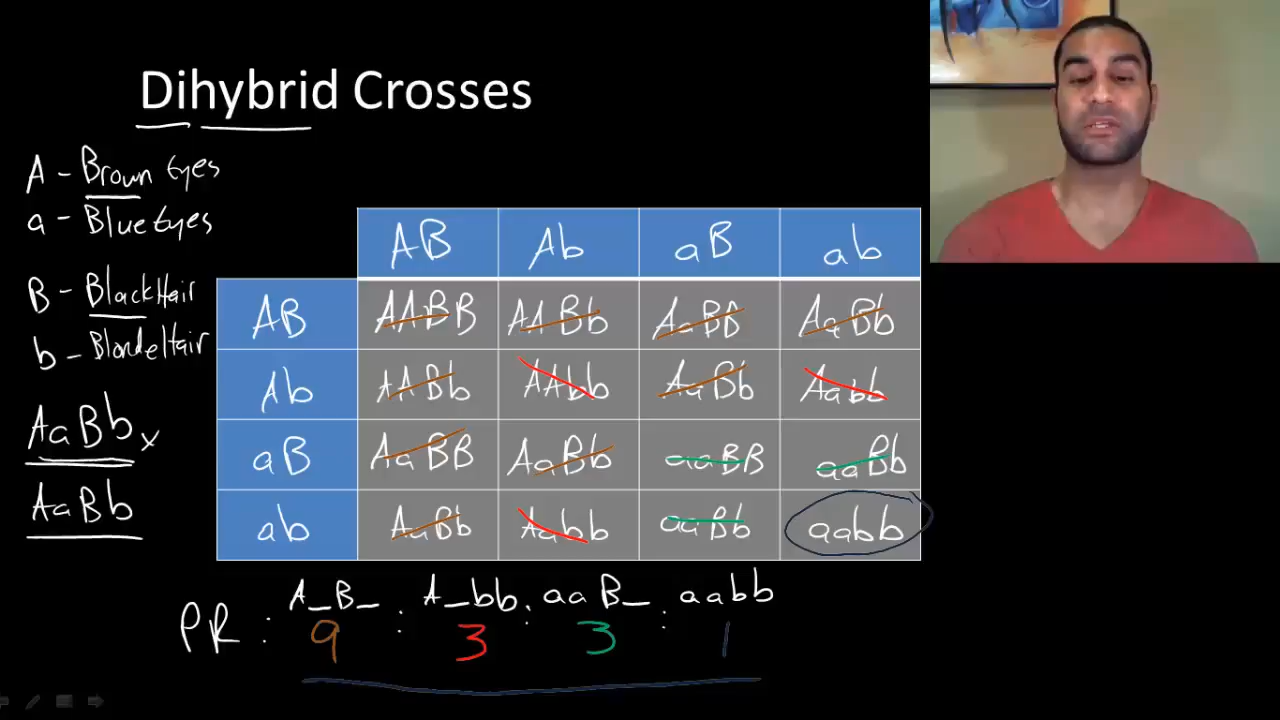 Dihybrid Crosses
A - Brown Eyes
a - Blue Eyes
B - Black Hair
b - Blonde Hair
AaBb x
AaBb
AB Ab aB ab
AB AABB AABb AaBB AaBb
Ab AABb AAbb AaBb Aabb
aB AaBB AaBb aaBB aaBb
ab AaBb Aabb aaBb aabb
A_B_ : A_bb : aaB_ : aabb
PR : 9 3 3 1